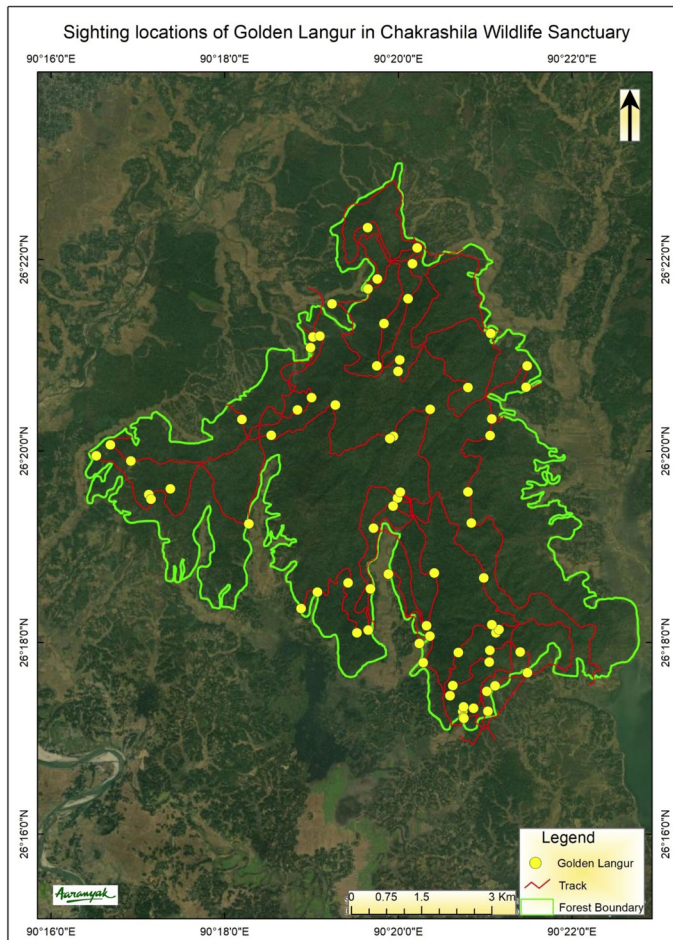 Sighting locations of Golden Langur in Chakrashila Wildlife Sanctuary
90°16'0"E 90°18'0"E 90°20'0"E 90°22'0"E
26°22'0"N 26°22'0"N
26°20'0"N 26°20'0"N
26°18'0"N 26°18'0"N
26°16'0"N 26°16'0"N
Legend
Golden Langur
Track
Forest Boundary
Aaranyak
0 0.75 1.5 3 Km
90°16'0"E 90°18'0"E 90°20'0"E 90°22'0"E